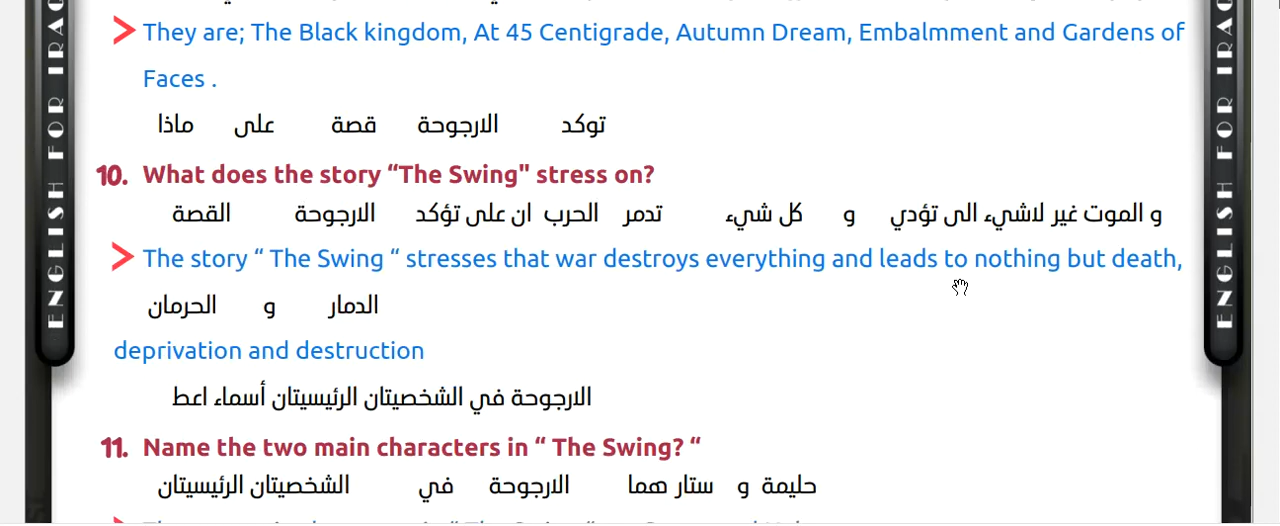 They are; The Black kingdom, At 45 Centigrade, Autumn Dream, Embalmment and Gardens of
Faces .
ماذا على قصة الارجوحة توكد
10. What does the story “The Swing" stress on?
القصة الارجوحة ان على تؤكد الحرب تدمر كل شيء و لاشيء الى تؤدي غير الموت و
The story “ The Swing “ stresses that war destroys everything and leads to nothing but death,
الحرمان و الدمار
deprivation and destruction
الارجوحة في الشخصيتان الرئيسيتان أسماء اعط
11. Name the two main characters in “ The Swing? “
الشخصيتان الرئيسيتان في الارجوحة هما ستار و حليمة
ENGLISH FOR IRAQ
ENGLISH FOR IRAQ